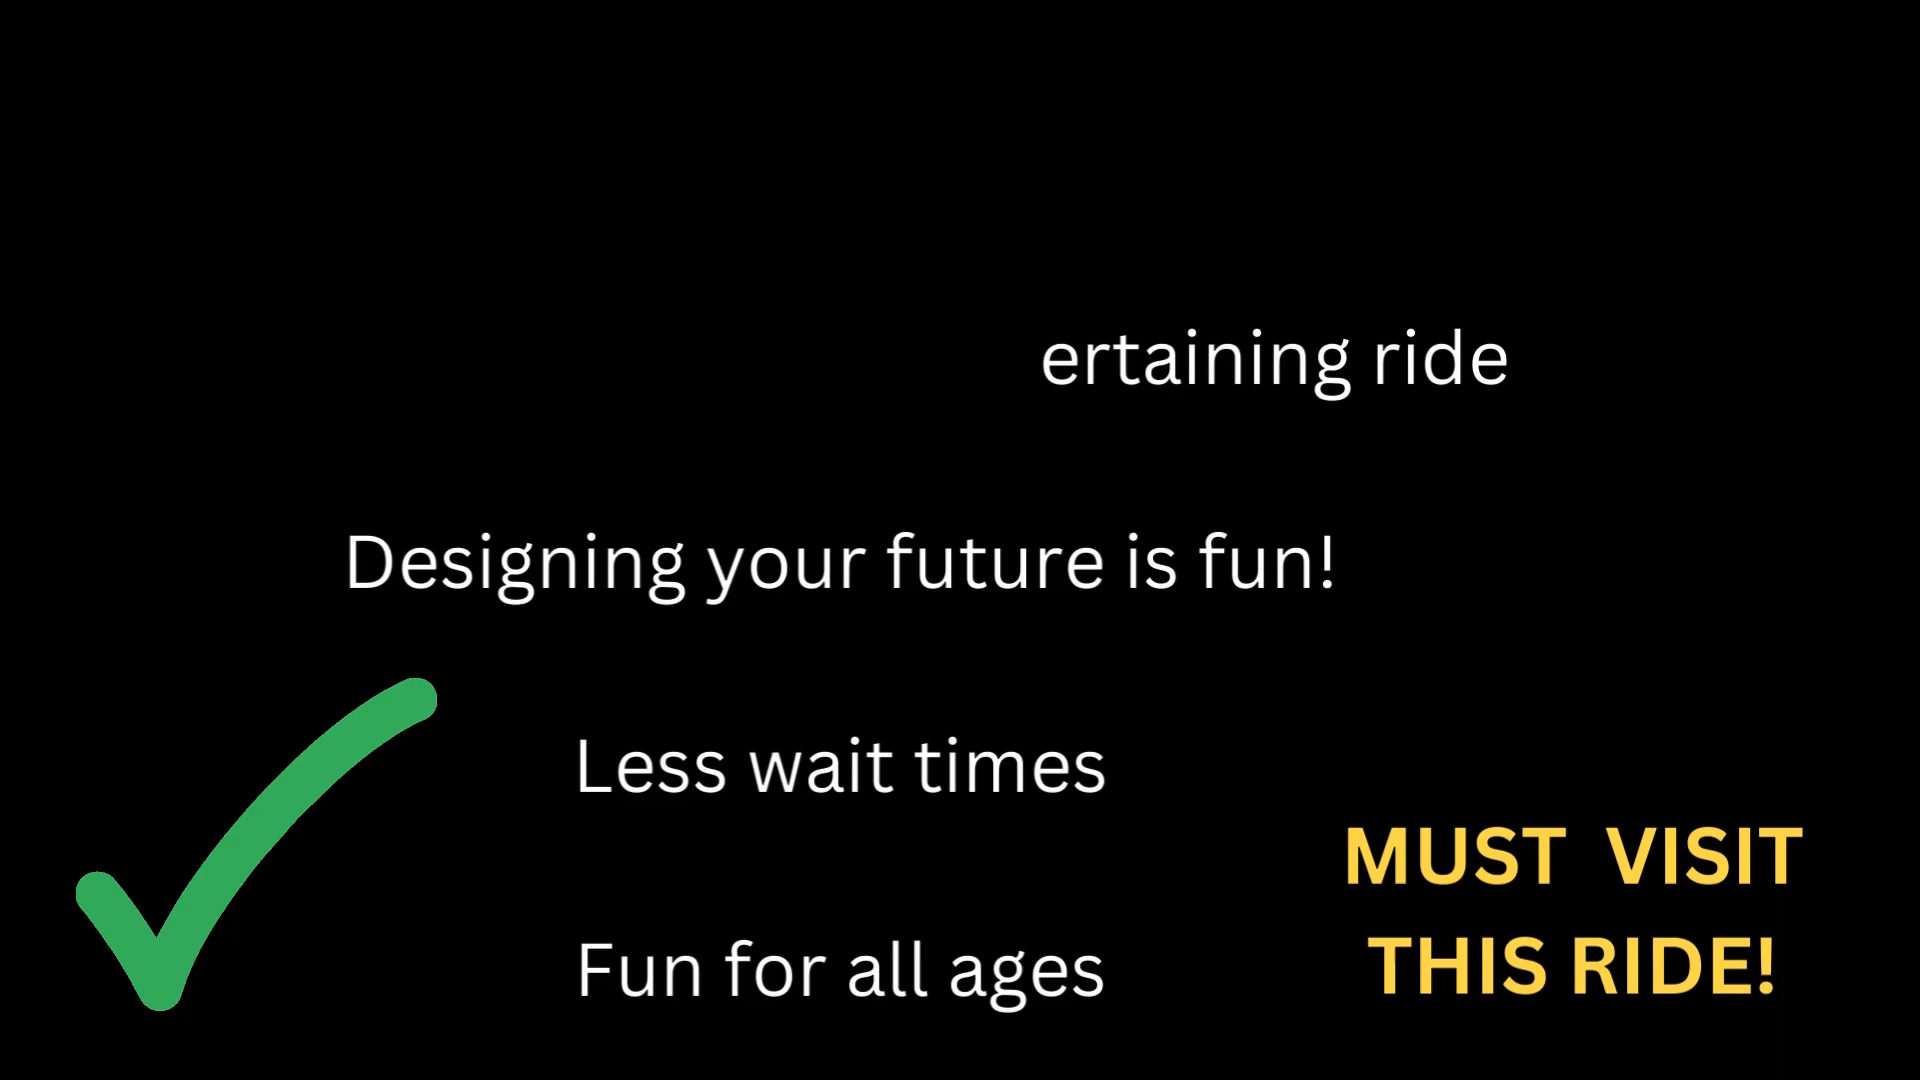 ertaining ride
Designing your future is fun!
Less wait times
Fun for all ages
MUST VISIT
THIS RIDE!